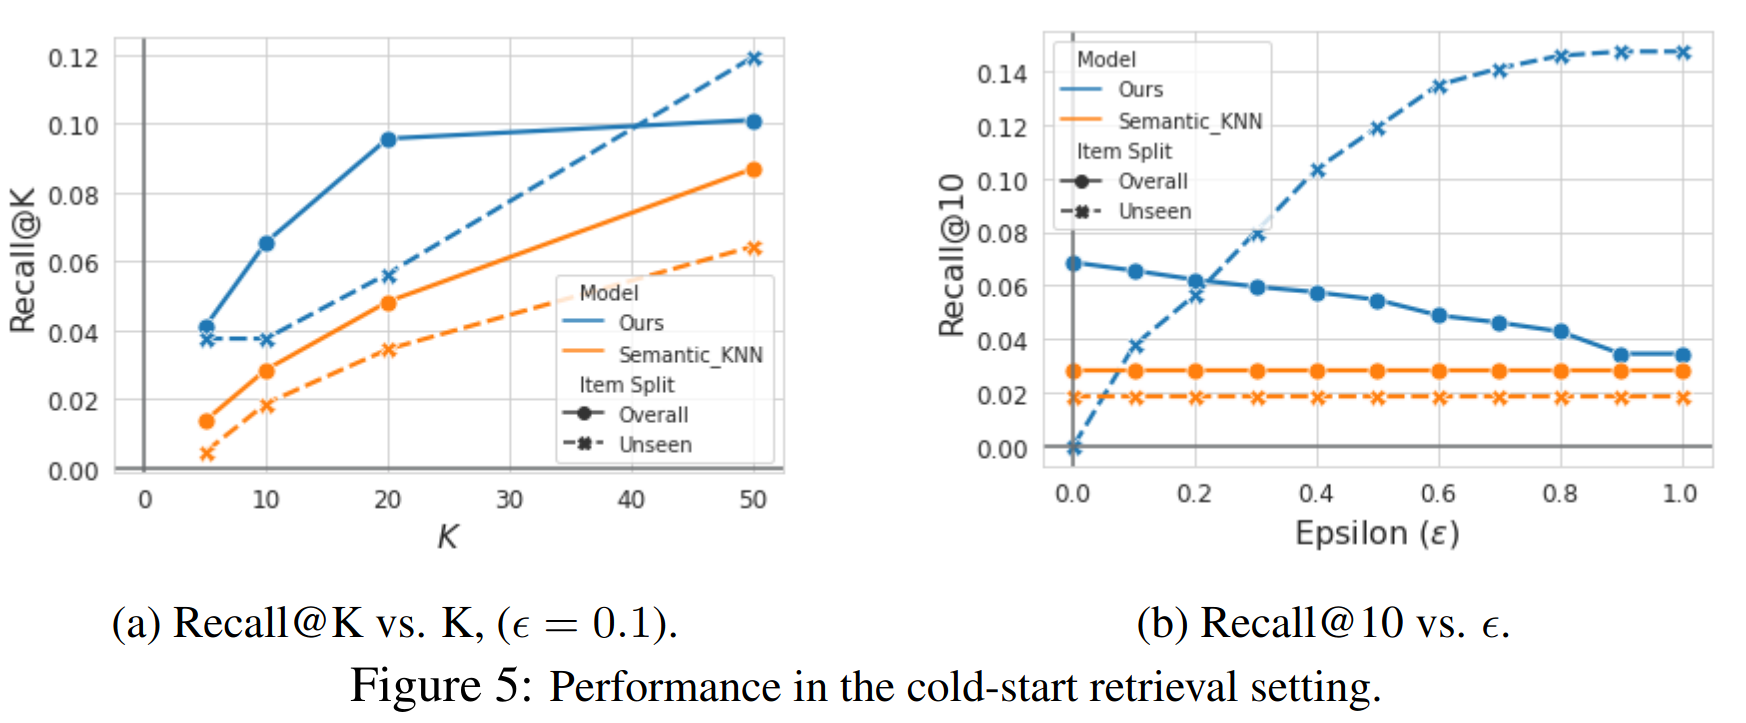 0.12
0.10
0.08
0.06
0.04
0.02
0.00
Recall@K
0
10
20
30
40
50
K
Model
Ours
Semantic_KNN
Item Split
Overall
Unseen
0.14
0.12
0.10
0.08
0.06
0.04
0.02
0.00
Recall@10
0.0
0.2
0.4
0.6
0.8
1.0
Epsilon (ε)
Model
Ours
Semantic_KNN
Item Split
Overall
Unseen
(a) Recall@K vs. K, (ϵ = 0.1).
(b) Recall@10 vs. ϵ.
Figure 5: Performance in the cold-start retrieval setting.